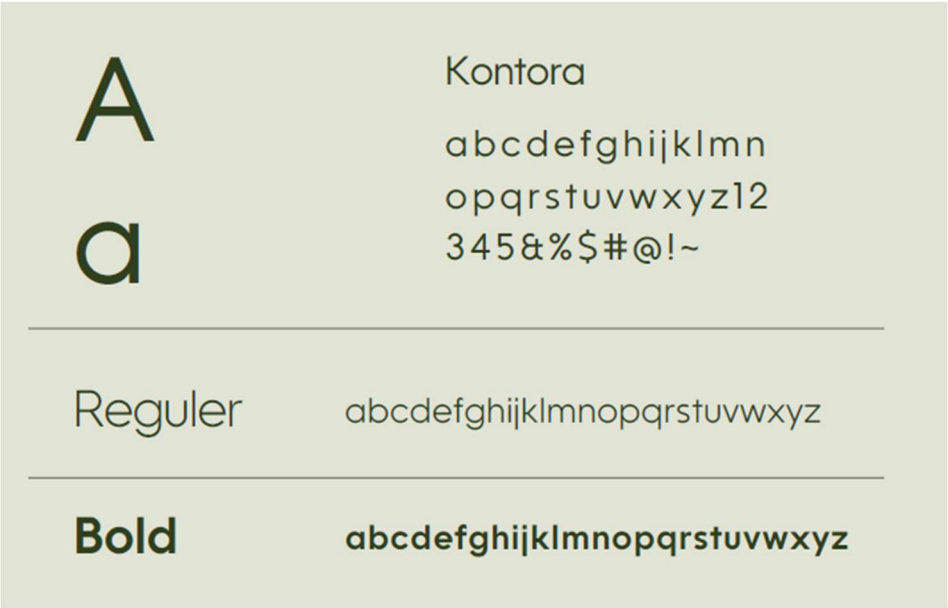 A
a
Kontora
abcdefghijklmn
opqrstuvwxyz12
345&%$#@!~
Reguler
abcdefghijklmnopqrstuvwxyz
Bold
abcdefghijklmnopqrstuvwxyz